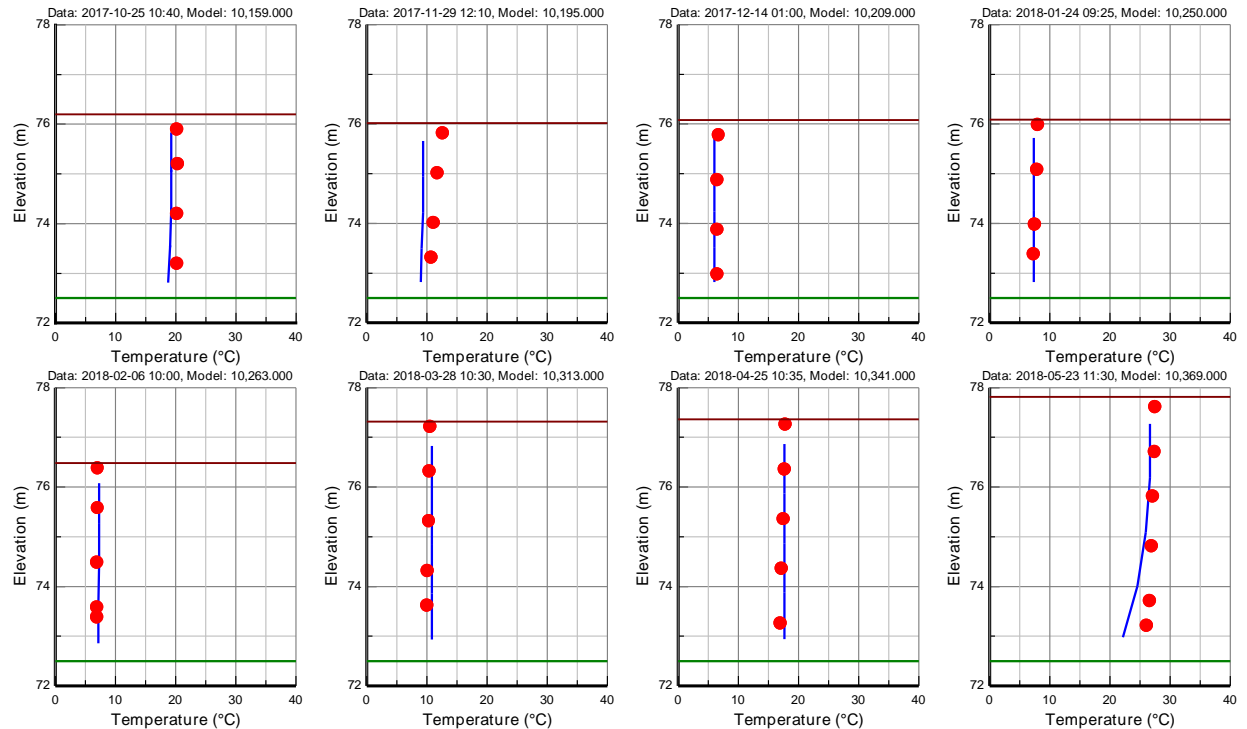 Data: 2017-10-25 10:40, Model: 10,159.000
78
76
74
72
Elevation (m)
0 10 20 30 40
Temperature (°C)
Data: 2017-11-29 12:10, Model: 10,195.000
78
76
74
72
Elevation (m)
0 10 20 30 40
Temperature (°C)
Data: 2017-12-14 01:00, Model: 10,209.000
78
76
74
72
Elevation (m)
0 10 20 30 40
Temperature (°C)
Data: 2018-01-24 09:25, Model: 10,250.000
78
76
74
72
Elevation (m)
0 10 20 30 40
Temperature (°C)
Data: 2018-02-06 10:00, Model: 10,263.000
78
76
74
72
Elevation (m)
0 10 20 30 40
Temperature (°C)
Data: 2018-03-28 10:30, Model: 10,313.000
78
76
74
72
Elevation (m)
0 10 20 30 40
Temperature (°C)
Data: 2018-04-25 10:35, Model: 10,341.000
78
76
74
72
Elevation (m)
0 10 20 30 40
Temperature (°C)
Data: 2018-05-23 11:30, Model: 10,369.000
78
76
74
72
Elevation (m)
0 10 20 30 40
Temperature (°C)